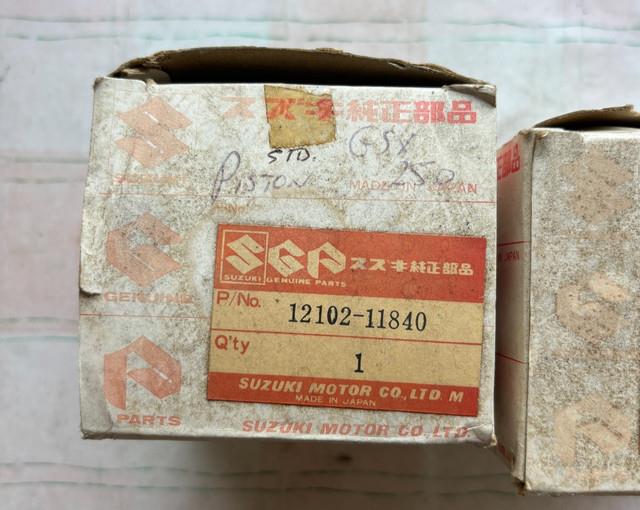 スズキ純正部品
STD. GSX
PISTON 250
MADE IN JAPAN
SUZUKI
GENUINE
PARTS
SGP スズキ純正部品
SUZUKI GENUINE PARTS
P/No. 12102-11840
Q'ty 1
SUZUKI MOTOR CO.,LTD. M
MADE IN JAPAN
SUZUKI MOTOR CO.,LTD.